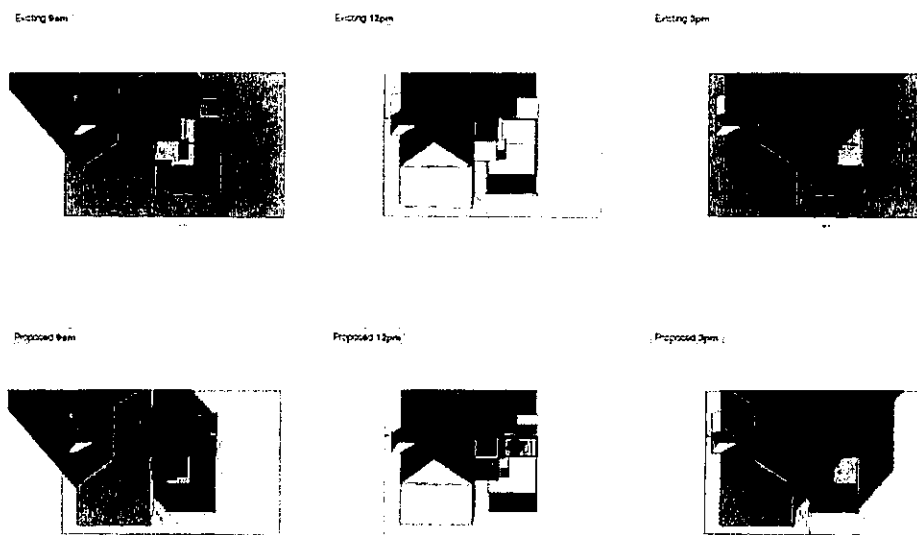 Existing 9am
Existing 12pm
Existing 3pm
Proposed 9am
Proposed 12pm
Proposed 3pm